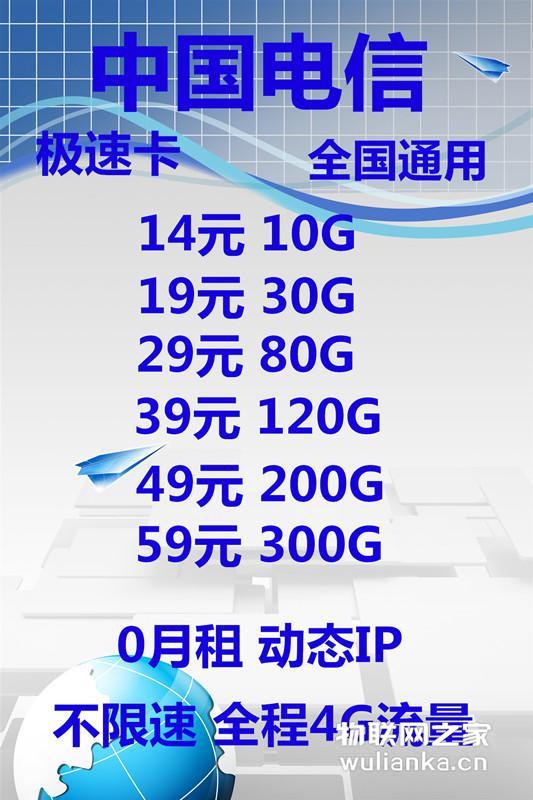 中国电信
极速卡 全国通用
14元 10G
19元 30G
29元 80G
39元 120G
49元 200G
59元 300G
0月租 动态IP
不限速 全程4G流量
物联网之家
wulianka.cn